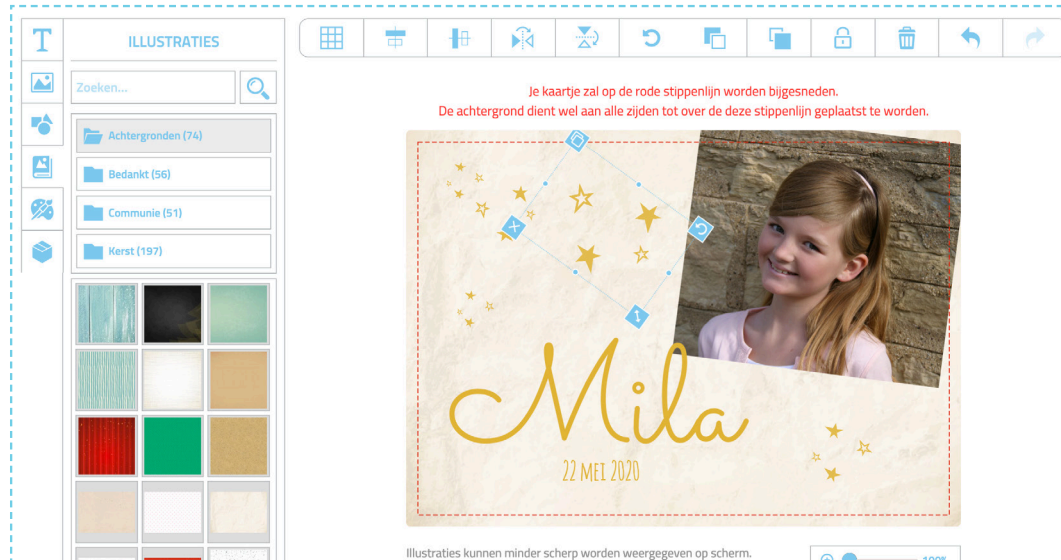 T
ILLUSTRATIES
Zoeken...
Achtergronden (74)
Bedankt (56)
Communie (51)
Kerst (197)
Je kaartje zal op de rode stippenlijn worden bijgesneden.
De achtergrond dient wel aan alle zijden tot over de deze stippenlijn geplaatst te worden.
Mila
22 MEI 2020
Illustraties kunnen minder scherp worden weergegeven op scherm.
100%